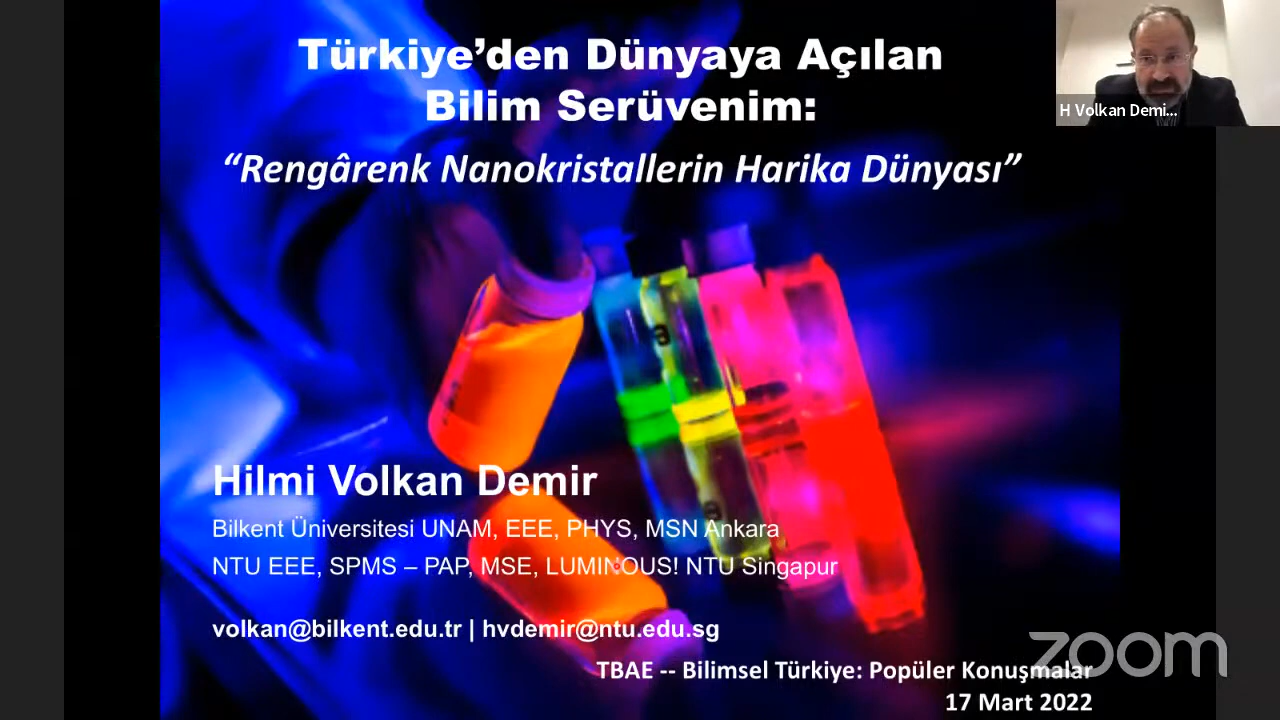 Türkiye’den Dünyaya Açılan
Bilim Serüvenim:
“Rengârenk Nanokristallerin Harika Dünyası”
H Volkan Demi...
Hilmi Volkan Demir
Bilkent Üniversitesi UNAM, EEE, PHYS, MSN Ankara
NTU EEE, SPMS – PAP, MSE, LUMINOUS! NTU Singapur
volkan@bilkent.edu.tr | hvdemir@ntu.edu.sg
TBAE -- Bilimsel Türkiye: Popüler Konuşmalar
17 Mart 2022
zoom